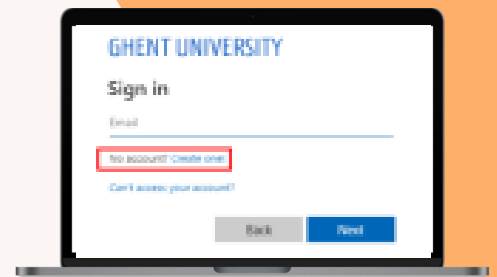 GHENT UNIVERSITY
Sign in
Email
No account? Create one!
Can't access your account?
Back Next